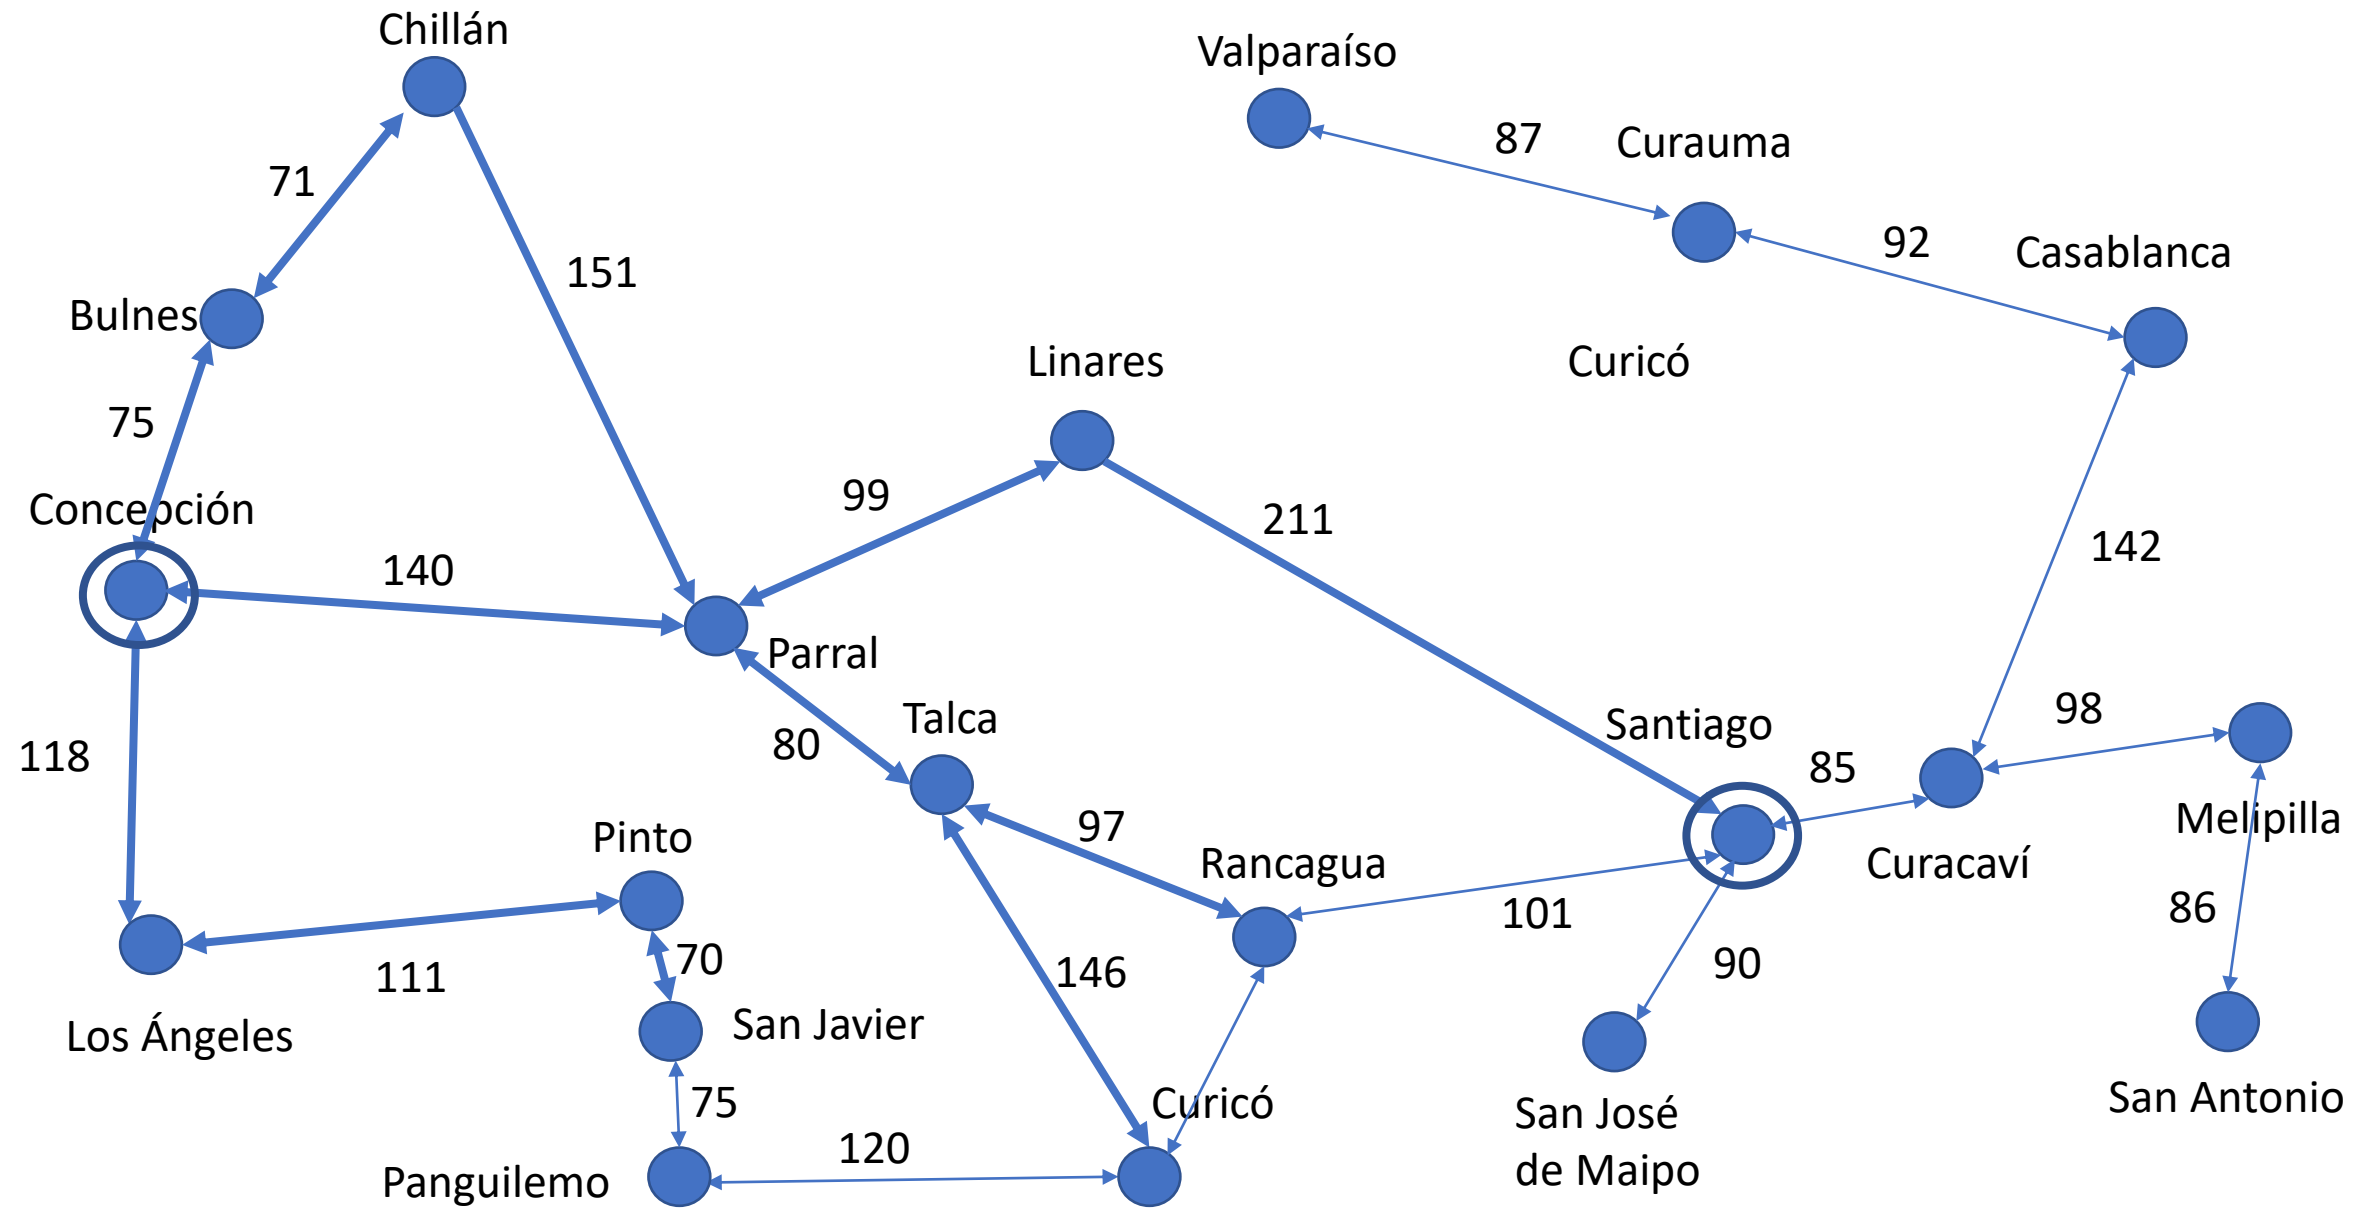 Chillán
Valparaíso
87
Curauma
71
92
Casablanca
151
Bulnes
Linares
Curicó
75
99
Concepción
211
142
140
Parral
Talca
Santiago
98
80
118
85
Pinto
97
Melipilla
Rancagua
Curacaví
101
86
70
90
111
146
San Javier
Los Ángeles
75
Curicó
San José
de Maipo
San Antonio
120
Panguilemo